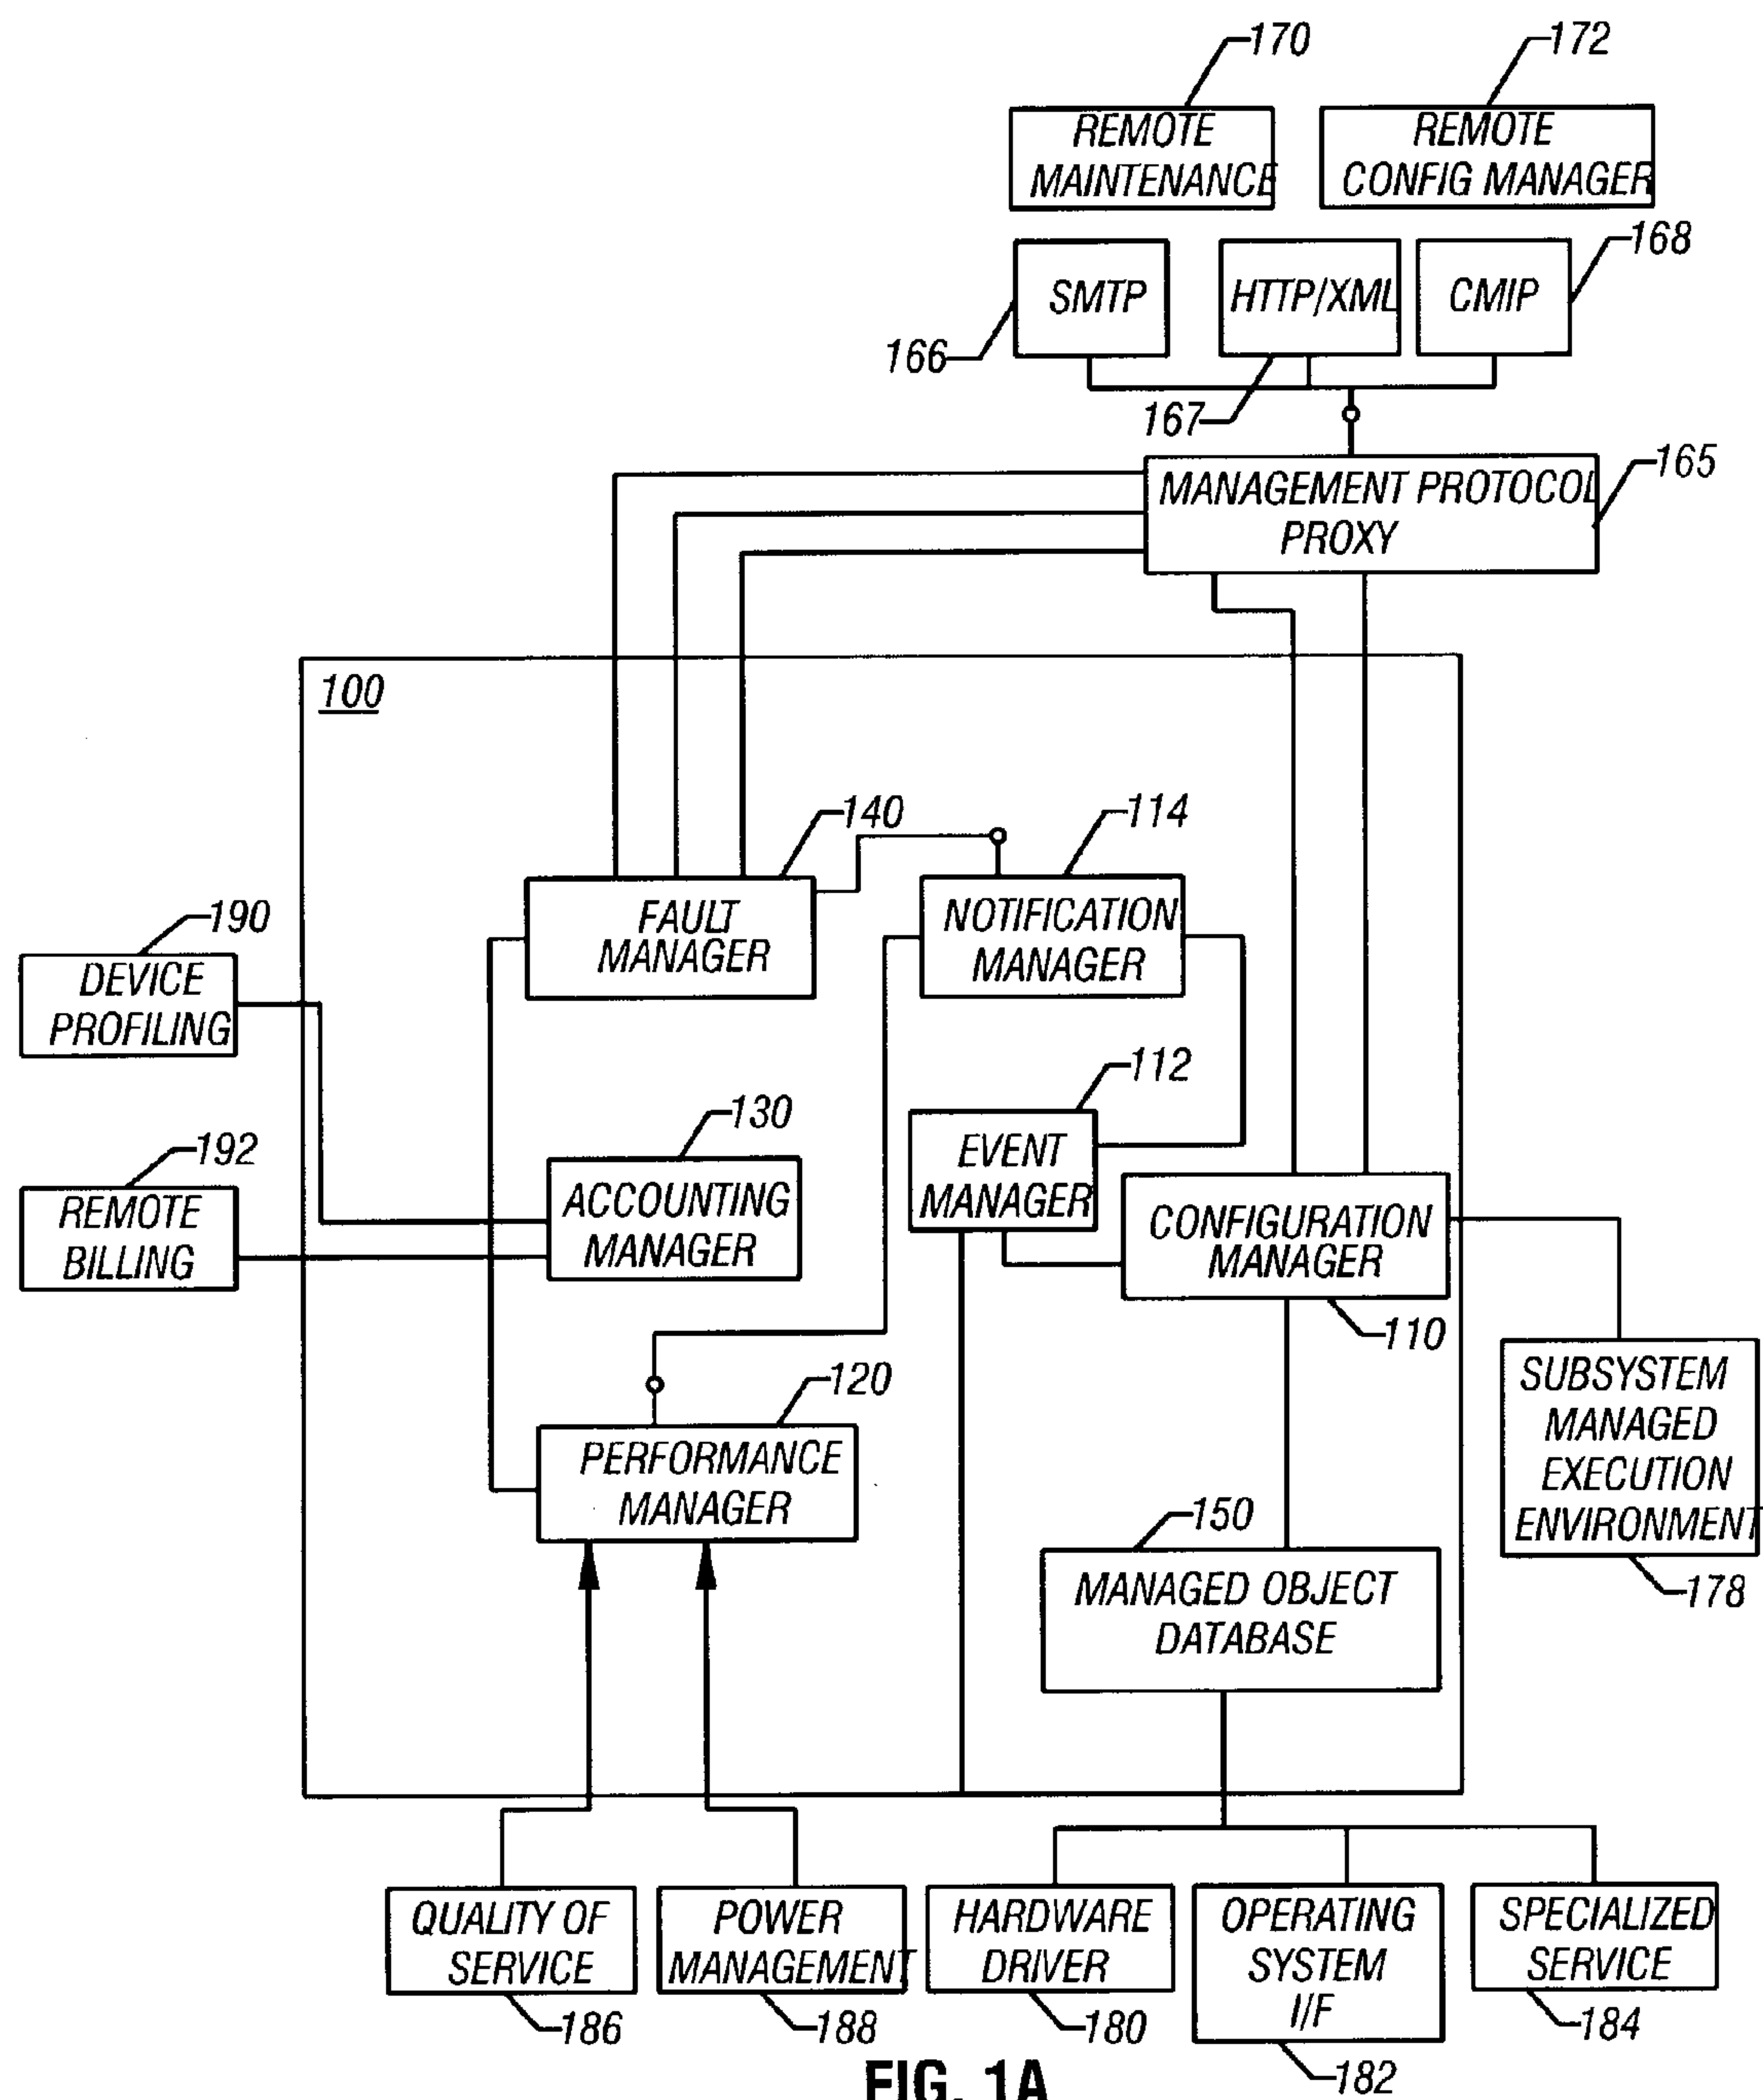 170
172
REMOTE
MAINTENANCE
REMOTE
CONFIG MANAGER
168
SMTP
HTTP/XML
CMIP
166
167
165
MANAGEMENT PROTOCOL
PROXY
100
140
114
FAULT
MANAGER
NOTIFICATION
MANAGER
190
DEVICE
PROFILING
112
130
EVENT
MANAGER
192
REMOTE
BILLING
ACCOUNTING
MANAGER
CONFIGURATION
MANAGER
110
120
PERFORMANCE
MANAGER
SUBSYSTEM
MANAGED
EXECUTION
ENVIRONMENT
178
150
MANAGED OBJECT
DATABASE
QUALITY OF
SERVICE
POWER
MANAGEMENT
HARDWARE
DRIVER
OPERATING
SYSTEM
I/F
SPECIALIZED
SERVICE
186
188
180
182
184
FIG. 1A